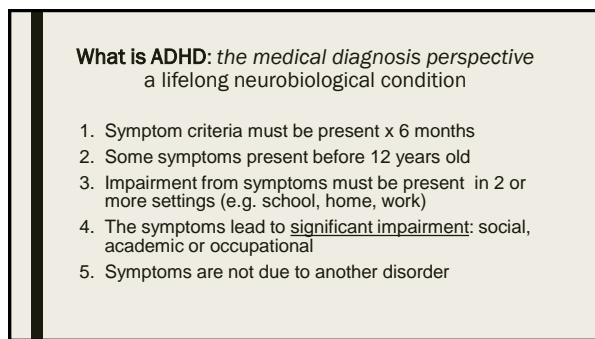 What is ADHD: the medical diagnosis perspective
a lifelong neurobiological condition
1. Symptom criteria must be present x 6 months
2. Some symptoms present before 12 years old
3. Impairment from symptoms must be present in 2 or
more settings (e.g. school, home, work)
4. The symptoms lead to significant impairment: social,
academic or occupational
5. Symptoms are not due to another disorder